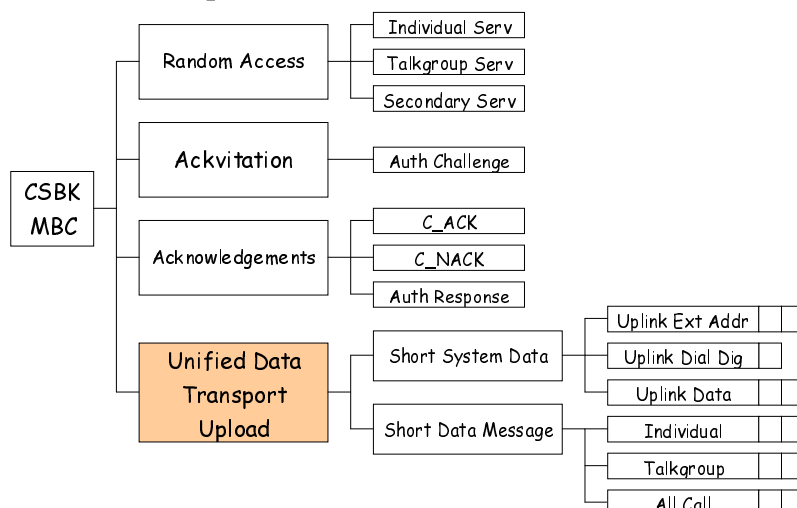 CSBK
MBC
Random Access
Individual Serv
Talkgroup Serv
Secondary Serv
Ackvitation
Auth Challenge
Acknowledgements
C_ACK
C_NACK
Auth Response
Unified Data
Transport
Upload
Short System Data
Uplink Ext Addr
Uplink Dial Dig
Uplink Data
Short Data Message
Individual
Talkgroup
All Call